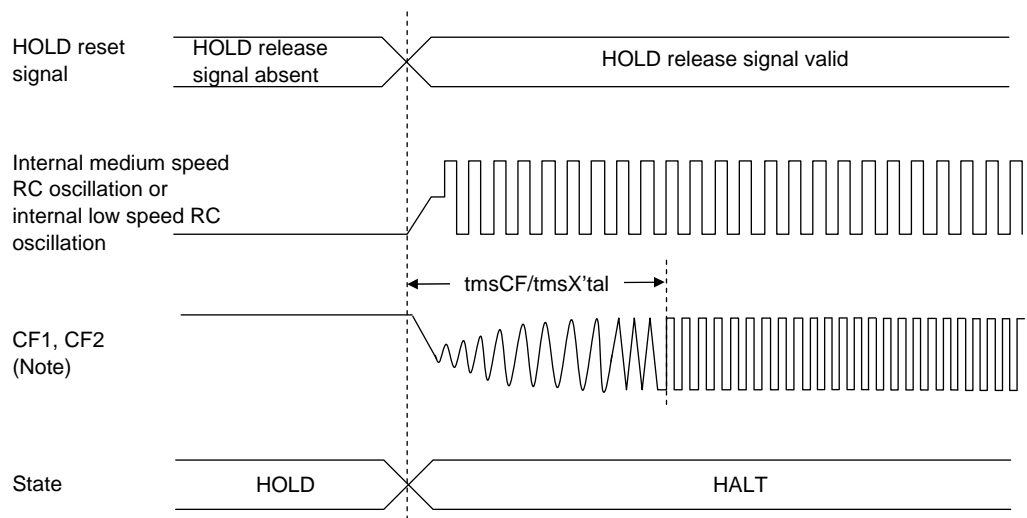 HOLD reset
signal
HOLD release
signal absent
HOLD release signal valid
Internal medium speed
RC oscillation or
internal low speed RC
oscillation
tmsCF/tmsX’tal
CF1, CF2
(Note)
State
HOLD
HALT